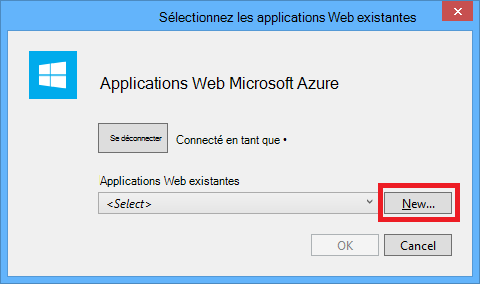 Sélectionnez les applications Web existantes
Applications Web Microsoft Azure
Se déconnecter Connecté en tant que •
Applications Web existantes
<Select> New...
OK Cancel